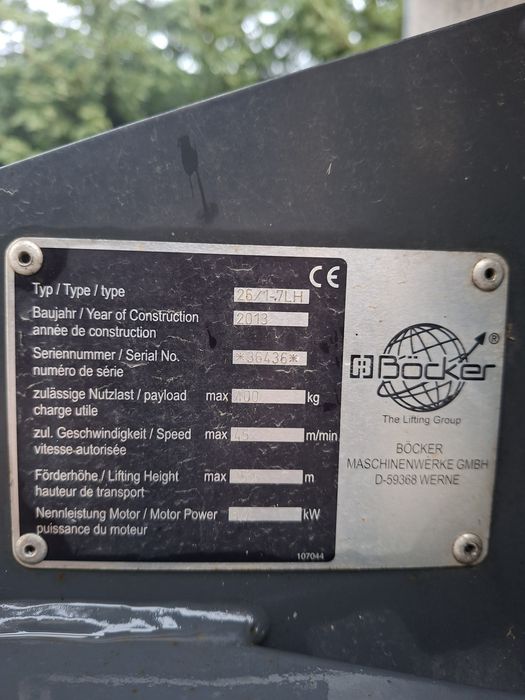 CE
Typ / Type / type 26/1-7LH
Baujahr / Year of Construction 2013
année de construction
Seriennummer / Serial No. *36436*
numéro de série
zulässige Nutzlast / payload max 400 kg
charge utile
zul. Geschwindigkeit / Speed max 45 m/min
vitesse autorisée
Förderhöhe / Lifting Height max m
hauteur de transport
Nennleistung Motor / Motor Power kW
puissance du moteur
107044
Böcker ®
The Lifting Group
BÖCKER
MASCHINENWERKE GMBH
D-59368 WERNE